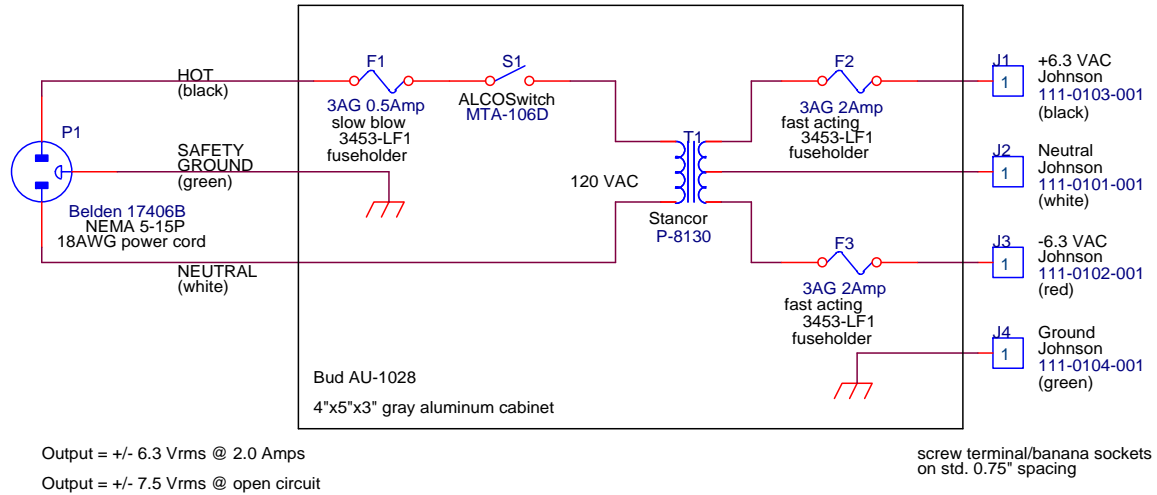 HOT
(black)
F1
3AG 0.5Amp
slow blow
3453-LF1
fuseholder
S1
ALCOSwitch
MTA-106D
F2
3AG 2Amp
fast acting
3453-LF1
fuseholder
J1
1
+6.3 VAC
Johnson
111-0103-001
(black)
P1
SAFETY
GROUND
(green)
Belden 17406B
NEMA 5-15P
18AWG power cord
NEUTRAL
(white)
120 VAC
T1
Stancor
P-8130
J2
1
Neutral
Johnson
111-0101-001
(white)
F3
3AG 2Amp
fast acting
3453-LF1
fuseholder
J3
1
-6.3 VAC
Johnson
111-0102-001
(red)
J4
1
Ground
Johnson
111-0104-001
(green)
Bud AU-1028
4"x5"x3" gray aluminum cabinet
Output = +/- 6.3 Vrms @ 2.0 Amps
Output = +/- 7.5 Vrms @ open circuit
screw terminal/banana sockets
on std. 0.75" spacing